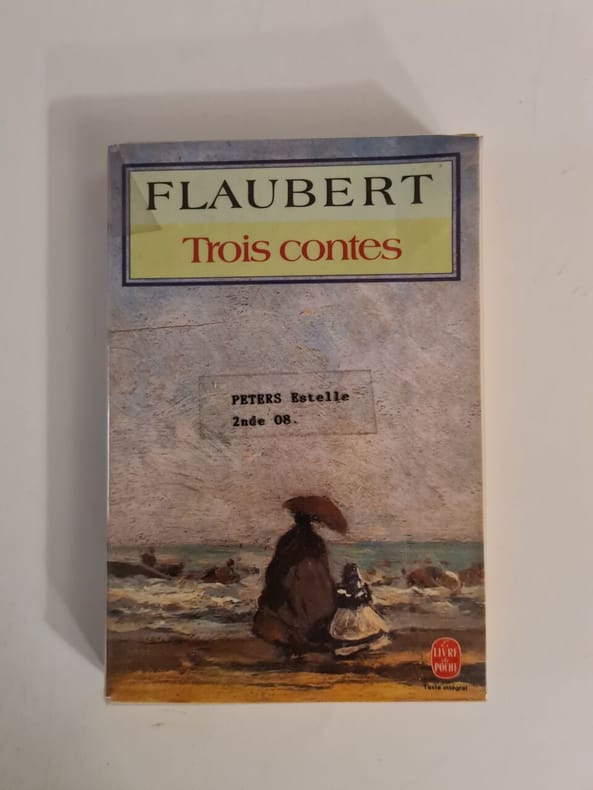 FLAUBERT
Trois contes
PETERS Estelle
2nde 08.
Le
LIVRE
de
POCHE
Texte intégral